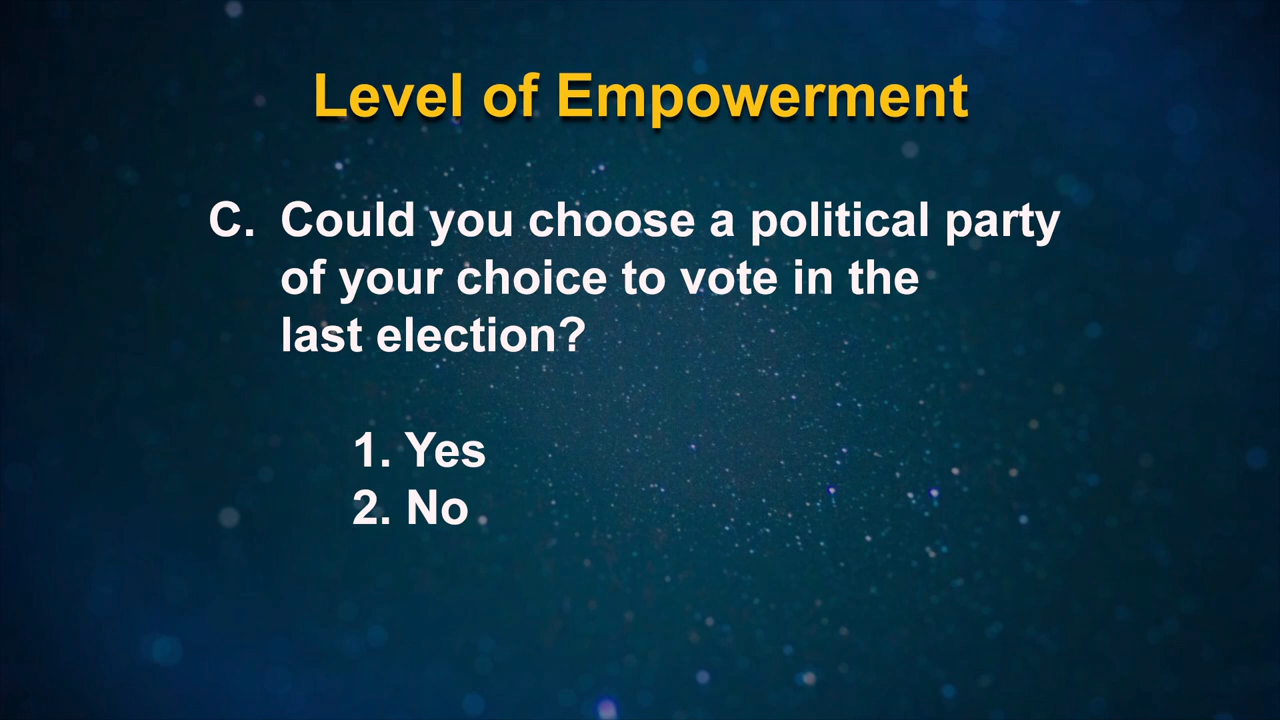 Level of Empowerment
C. Could you choose a political party
of your choice to vote in the
last election?
1. Yes
2. No